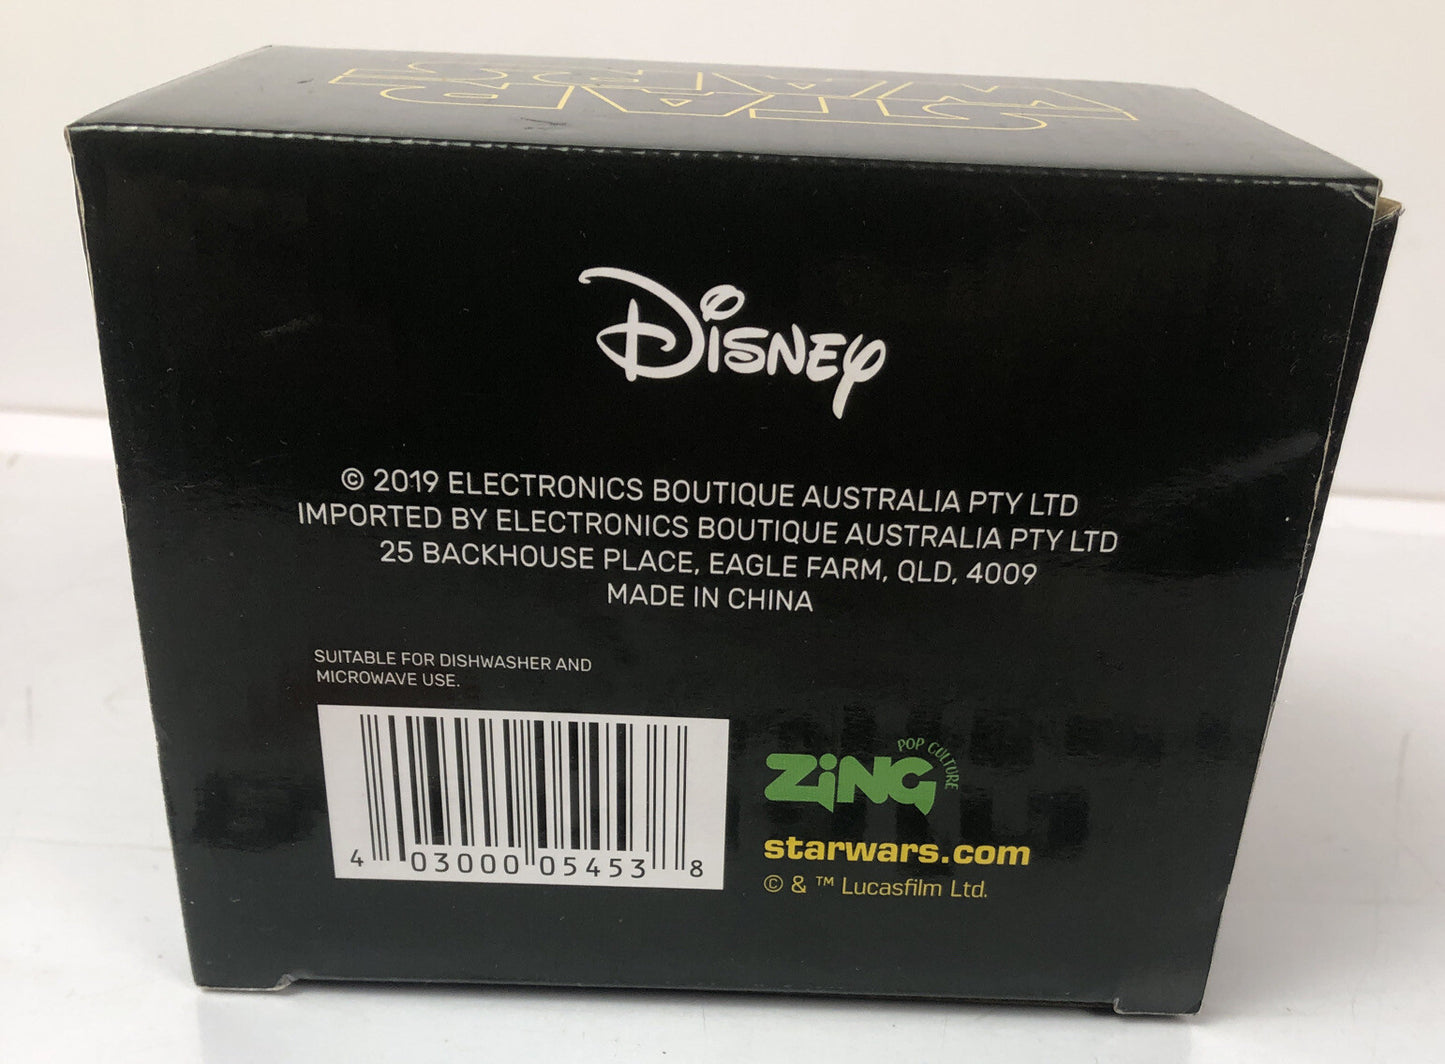 STAR
WARS
Disney
© 2019 ELECTRONICS BOUTIQUE AUSTRALIA PTY LTD
IMPORTED BY ELECTRONICS BOUTIQUE AUSTRALIA PTY LTD
25 BACKHOUSE PLACE, EAGLE FARM, QLD, 4009
MADE IN CHINA
SUITABLE FOR DISHWASHER AND
MICROWAVE USE.
4 03000 05453 8
ZiNG POP CULTURE
starwars.com
© & ™ Lucasfilm Ltd.